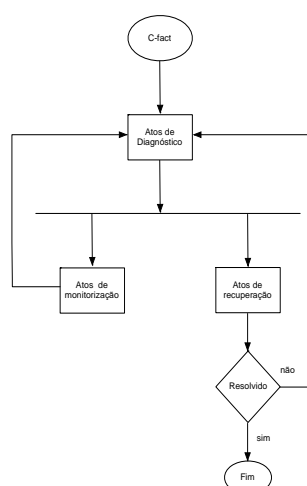 C-fact
Atos de
Diagnóstico
Atos de
monitorização
Atos de
recuperação
Resolvido
não
sim
Fim